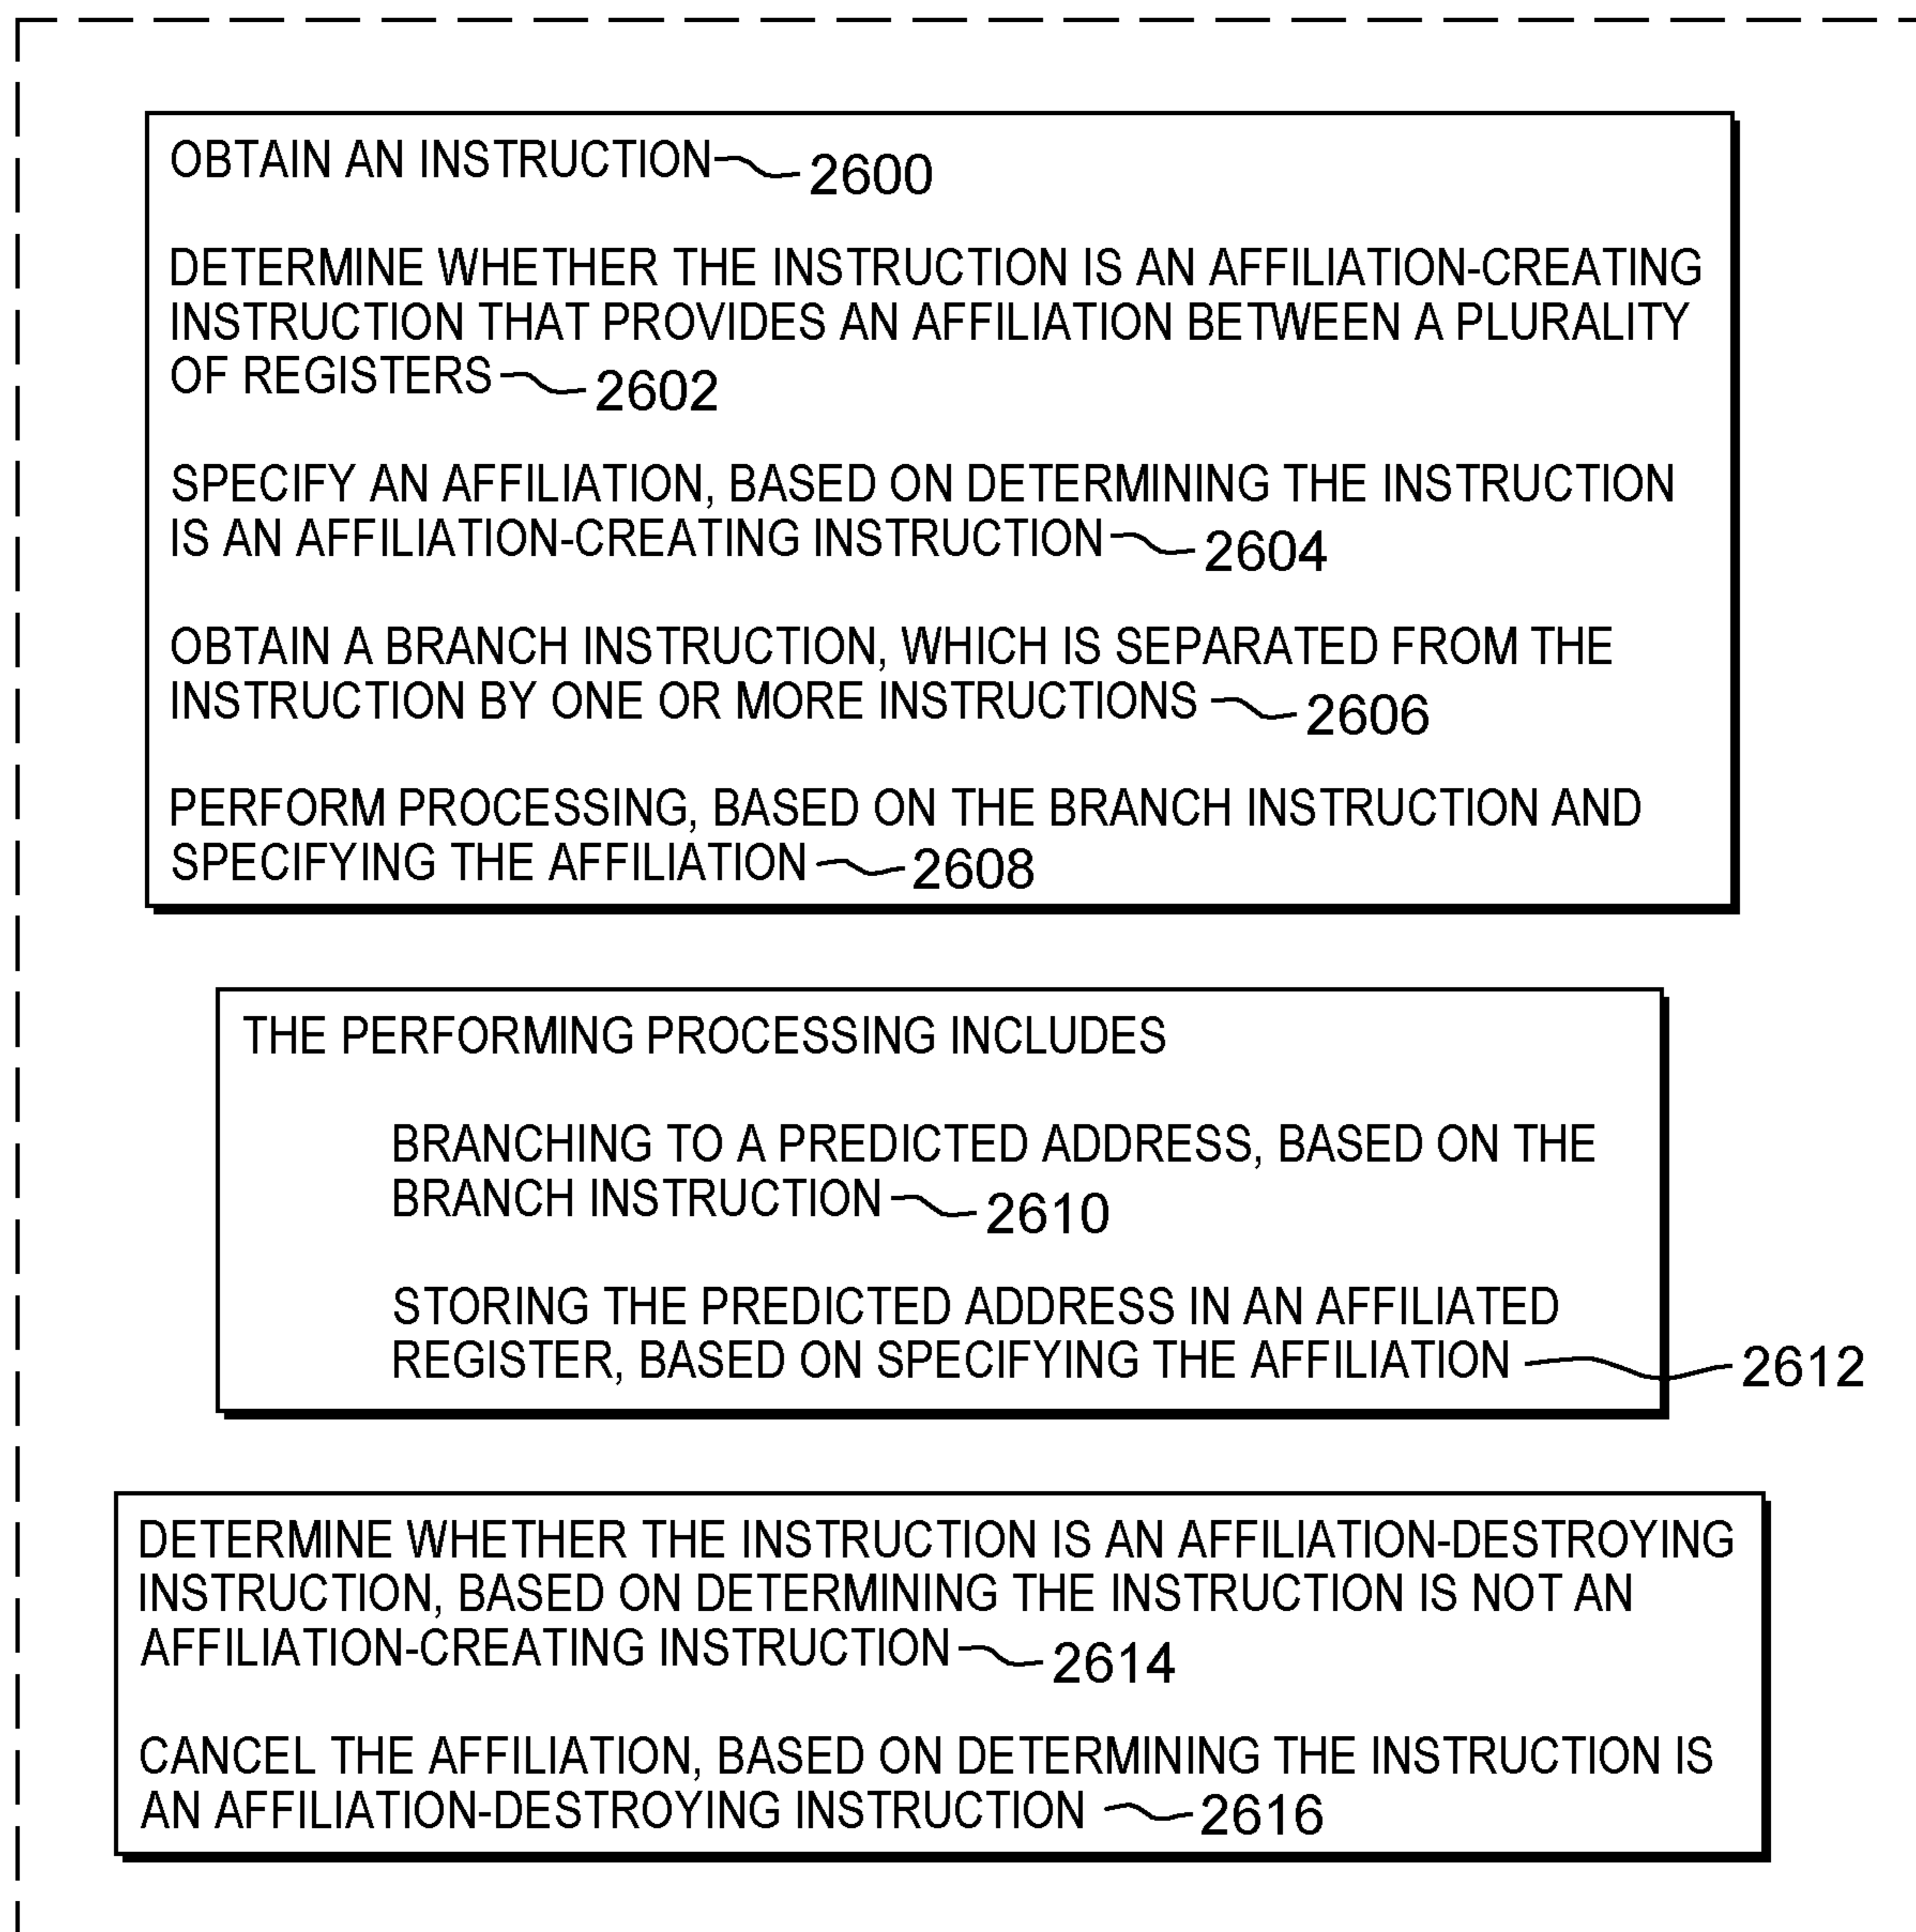 OBTAIN AN INSTRUCTION 2600
DETERMINE WHETHER THE INSTRUCTION IS AN AFFILIATION-CREATING
INSTRUCTION THAT PROVIDES AN AFFILIATION BETWEEN A PLURALITY
OF REGISTERS 2602
SPECIFY AN AFFILIATION, BASED ON DETERMINING THE INSTRUCTION
IS AN AFFILIATION-CREATING INSTRUCTION 2604
OBTAIN A BRANCH INSTRUCTION, WHICH IS SEPARATED FROM THE
INSTRUCTION BY ONE OR MORE INSTRUCTIONS 2606
PERFORM PROCESSING, BASED ON THE BRANCH INSTRUCTION AND
SPECIFYING THE AFFILIATION 2608
THE PERFORMING PROCESSING INCLUDES
BRANCHING TO A PREDICTED ADDRESS, BASED ON THE
BRANCH INSTRUCTION 2610
STORING THE PREDICTED ADDRESS IN AN AFFILIATED
REGISTER, BASED ON SPECIFYING THE AFFILIATION 2612
DETERMINE WHETHER THE INSTRUCTION IS AN AFFILIATION-DESTROYING
INSTRUCTION, BASED ON DETERMINING THE INSTRUCTION IS NOT AN
AFFILIATION-CREATING INSTRUCTION 2614
CANCEL THE AFFILIATION, BASED ON DETERMINING THE INSTRUCTION IS
AN AFFILIATION-DESTROYING INSTRUCTION 2616